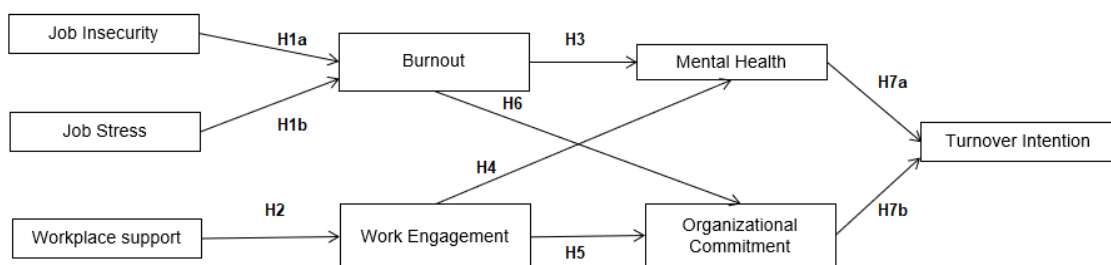 Job Insecurity
H1a
Burnout
H3
Mental Health
H7a
H6
H1b
Job Stress
Turnover Intention
H4
H2
H7b
Workplace support
Work Engagement
H5
Organizational
Commitment